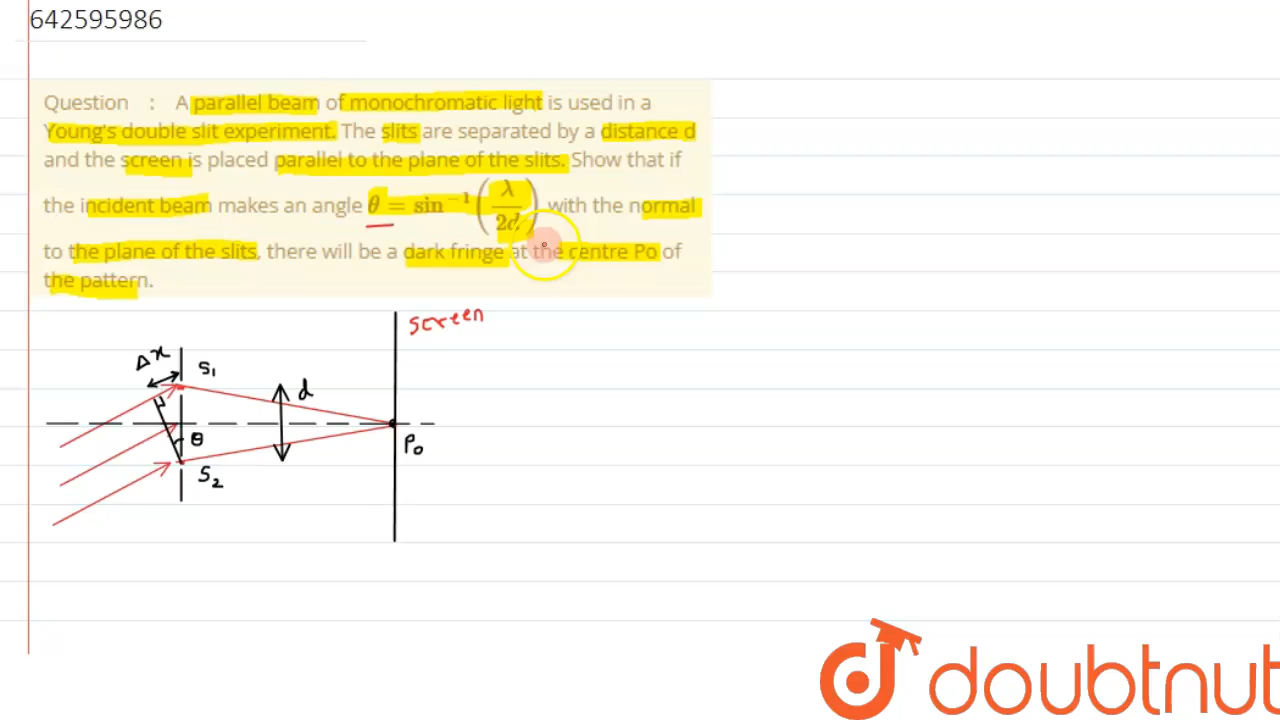 642595986
Question : A parallel beam of monochromatic light is used in a
Young's double slit experiment. The slits are separated by a distance d
and the screen is placed parallel to the plane of the slits. Show that if
the incident beam makes an angle θ = sin⁻¹(λ/2d) with the normal
to the plane of the slits, there will be a dark fringe at the centre Po of
the pattern.
screen
Δx
S₁
d
θ
P₀
S₂
doubtnut